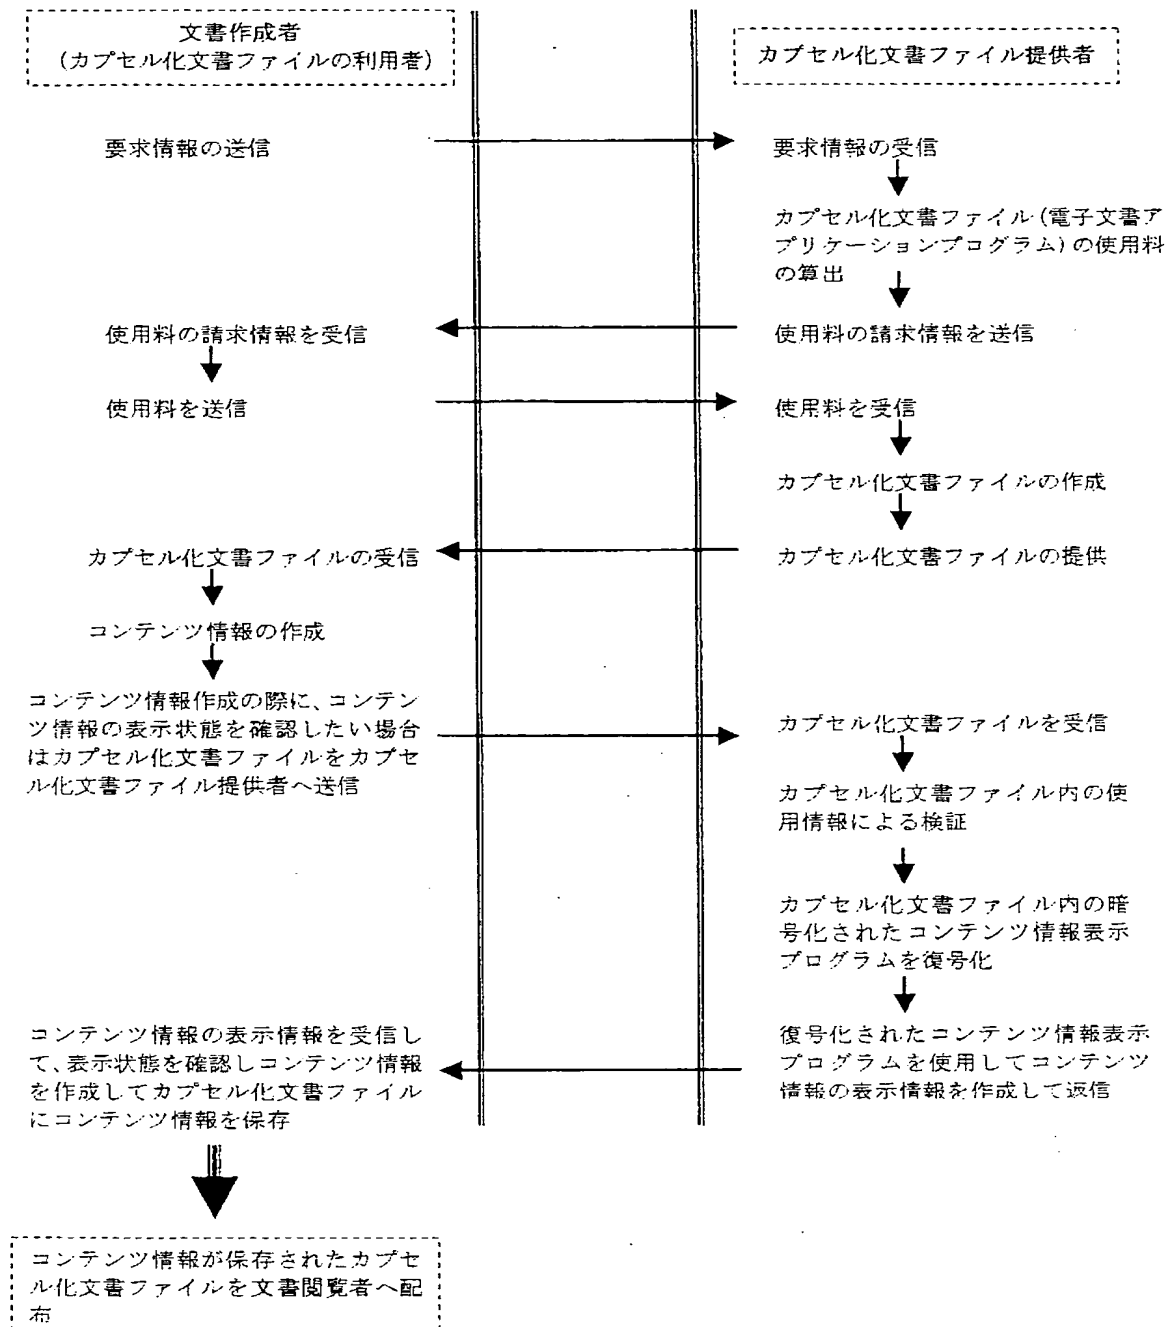 文書作成者
(カプセル化文書ファイルの利用者)
カプセル化文書ファイル提供者
要求情報の送信
要求情報の受信
カプセル化文書ファイル(電子文書ア
プリケーションプログラム)の使用料
の算出
使用料の請求情報を受信
使用料の請求情報を送信
使用料を送信
使用料を受信
カプセル化文書ファイルの作成
カプセル化文書ファイルの受信
カプセル化文書ファイルの提供
コンテンツ情報の作成
コンテンツ情報作成の際に、コンテン
ツ情報の表示状態を確認したい場合
はカプセル化文書ファイルをカプセ
ル化文書ファイル提供者へ送信
カプセル化文書ファイルを受信
カプセル化文書ファイル内の使
用情報による検証
カプセル化文書ファイル内の暗
号化されたコンテンツ情報表示
プログラムを復号化
コンテンツ情報の表示情報を受信し
て、表示状態を確認しコンテンツ情報
を作成してカプセル化文書ファイル
にコンテンツ情報を保存
復号化されたコンテンツ情報表示
プログラムを使用してコンテンツ
情報の表示情報を作成して返信
コンテンツ情報が保存されたカプセ
ル化文書ファイルを文書閲覧者へ配
布